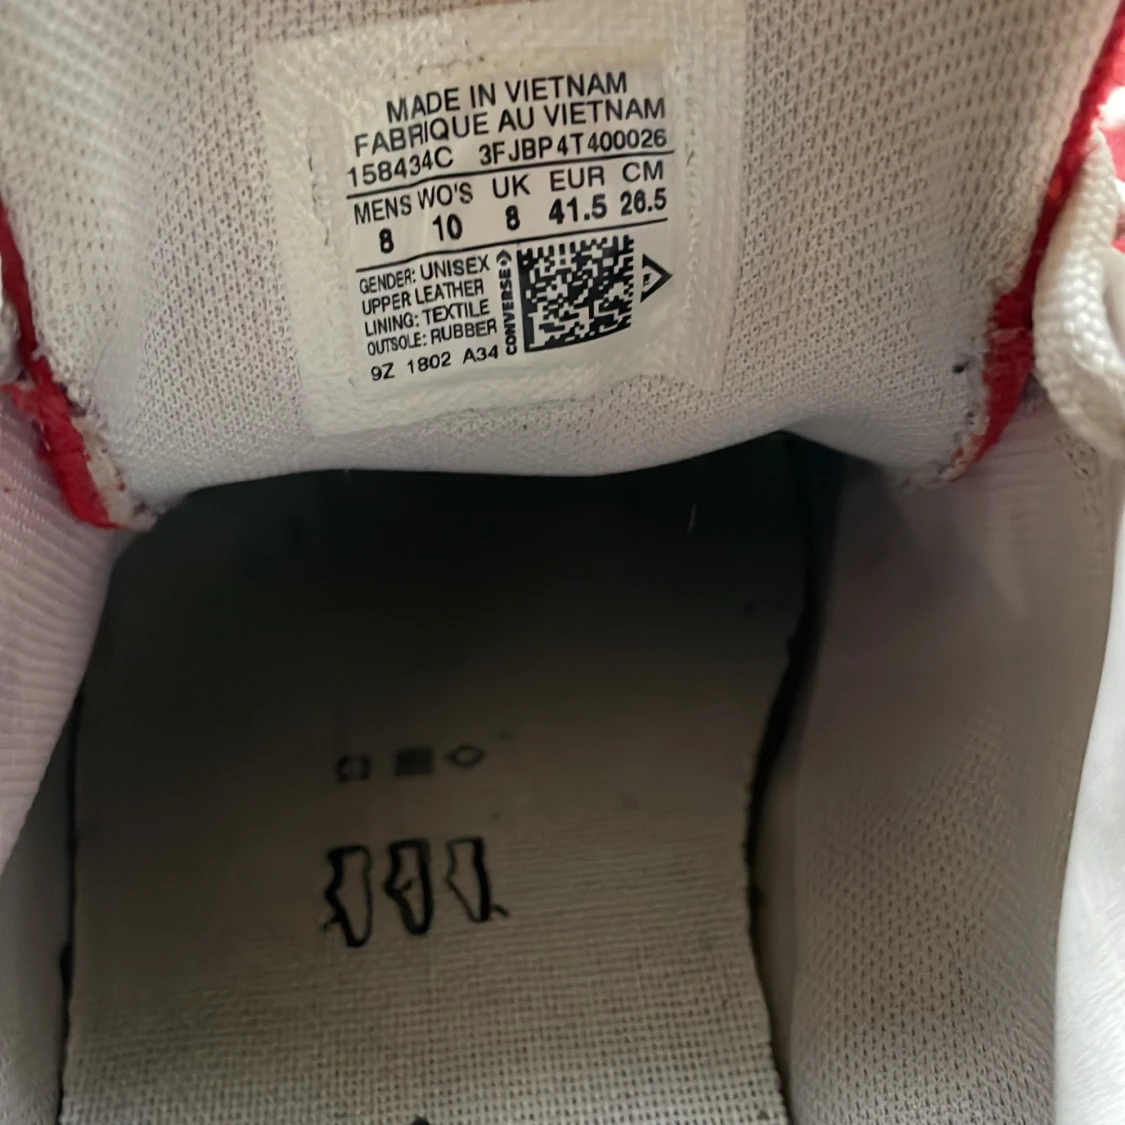 MADE IN VIETNAM
FABRIQUE AU VIETNAM
158434C 3FJBP4T400026
MENS WO'S UK EUR CM
8 10 8 41.5 26.5
GENDER: UNISEX
UPPER LEATHER
LINING: TEXTILE
OUTSOLE: RUBBER
9Z 1802 A34
CONVERSE